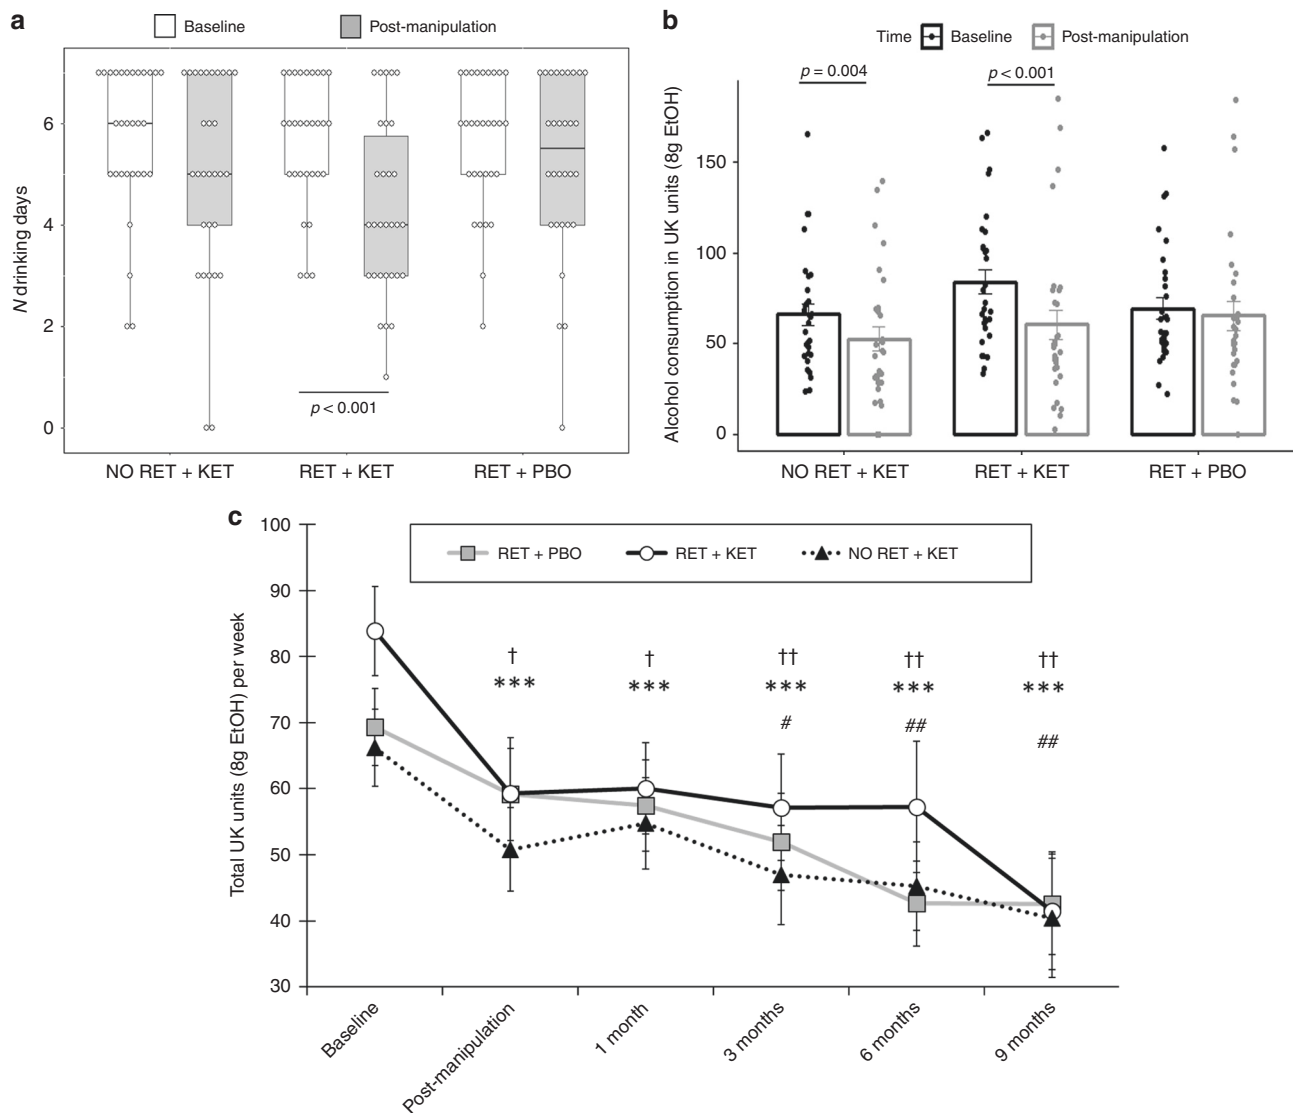 a
Baseline
Post-manipulation
N drinking days
6
4
2
0
p < 0.001
NO RET + KET
RET + KET
RET + PBO
b
Time
Baseline
Post-manipulation
p = 0.004
p < 0.001
Alcohol consumption in UK units (8g EtOH)
150
100
50
0
NO RET + KET
RET + KET
RET + PBO
c
RET + PBO
RET + KET
NO RET + KET
Total UK units (8g EtOH) per week
100
90
80
70
60
50
40
30
† † †† †† ††
*** *** *** *** ***
# ## ##
Baseline
Post-manipulation
1 month
3 months
6 months
9 months